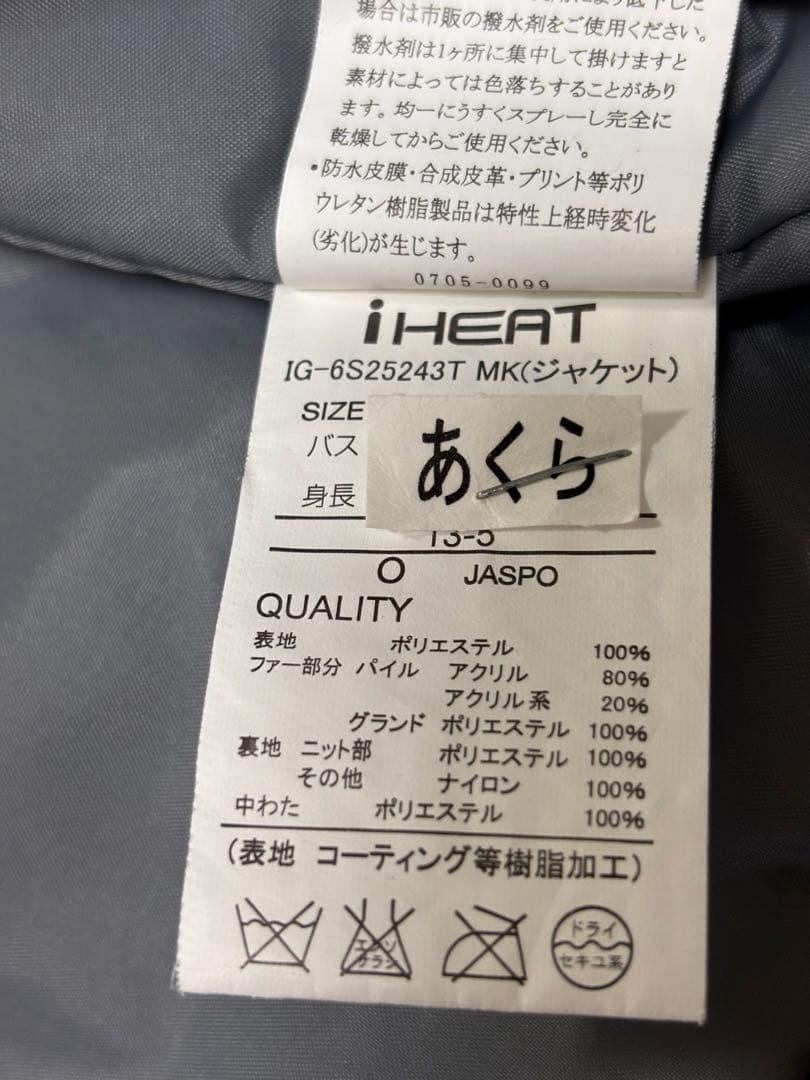 場合は市販の撥水剤をご使用ください。
撥水剤は1ヶ所に集中して掛けますと
素材によっては色落ちすることがあり
ます。均一にうすくスプレーし完全に
乾燥してからご使用ください。
・防水皮膜・合成皮革・プリント等ポリ
ウレタン樹脂製品は特性上経時変化
(劣化)が生じます。
0705-0099
iHEAT
IG-6S25243T MK(ジャケット)
SIZE
バス
あくら
身長
13-5
O JASPO
QUALITY
表地 ポリエステル 100%
ファー部分 パイル アクリル 80%
アクリル系 20%
グランド ポリエステル 100%
裏地 ニット部 ポリエステル 100%
その他 ナイロン 100%
中わた ポリエステル 100%
(表地 コーティング等樹脂加工)
エンソ
サラシ
ドライ
セキユ系